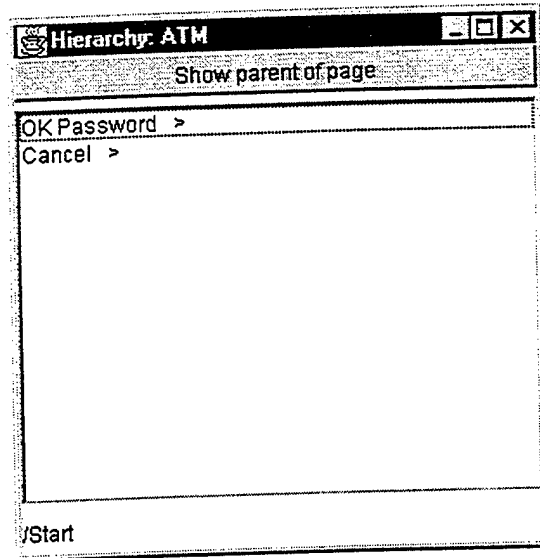 Hierarchy: ATM
Show parent of page
OK Password >
Cancel >
/Start